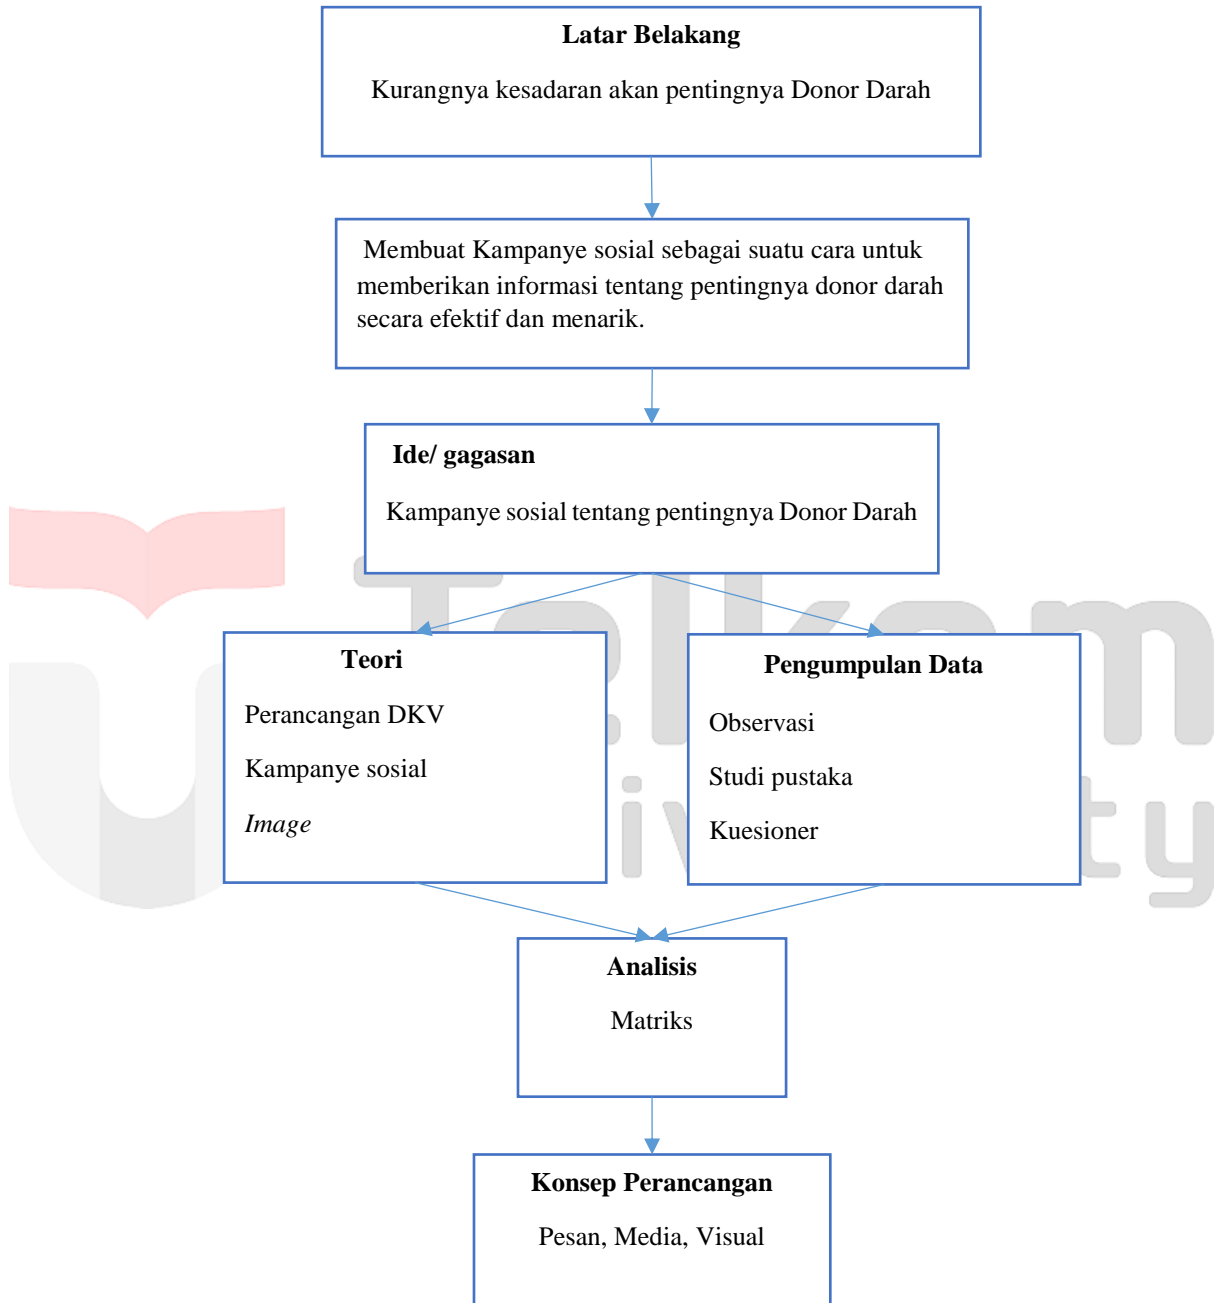 Latar Belakang
Kurangnya kesadaran akan pentingnya Donor Darah
Membuat Kampanye sosial sebagai suatu cara untuk
memberikan informasi tentang pentingnya donor darah
secara efektif dan menarik.
Ide/ gagasan
Kampanye sosial tentang pentingnya Donor Darah
Teori
Perancangan DKV
Kampanye sosial
Image
Pengumpulan Data
Observasi
Studi pustaka
Kuesioner
Analisis
Matriks
Konsep Perancangan
Pesan, Media, Visual